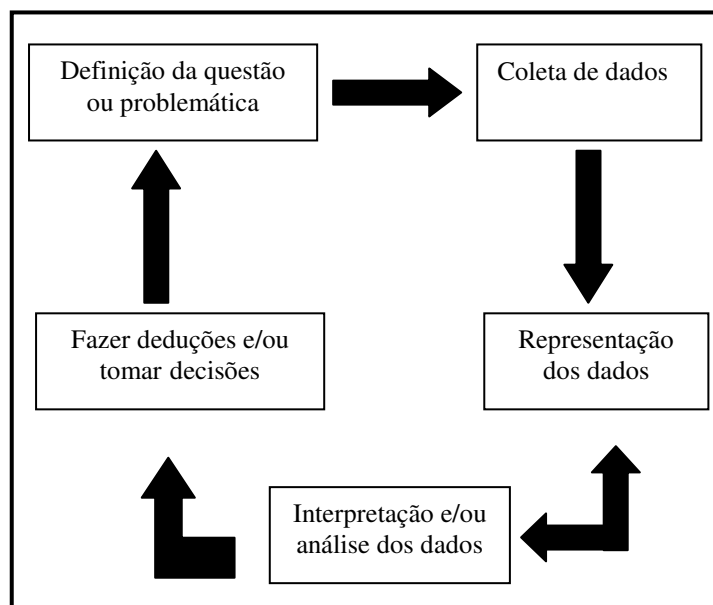 Definição da questão
ou problemática
Coleta de dados
Representação
dos dados
Interpretação e/ou
análise dos dados
Fazer deduções e/ou
tomar decisões